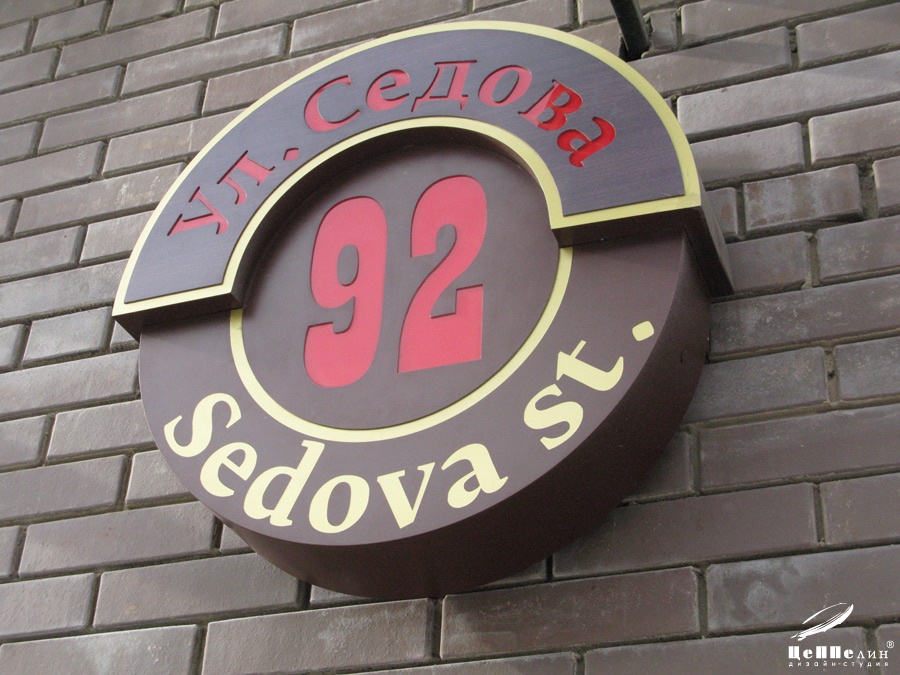 ул. Седова
92
Sedova st.
ЦеППелин®
дизайн-студия